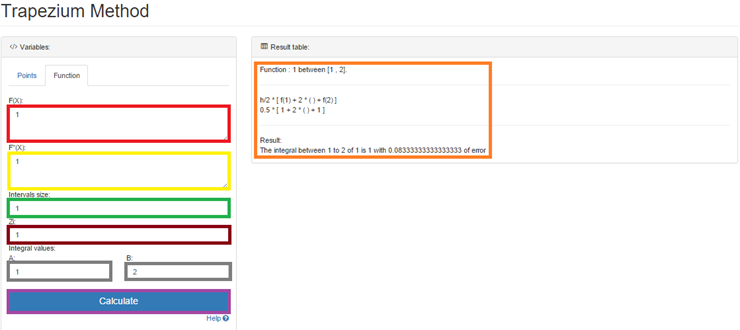 Trapezium Method
</> Variables:
Points Function
F(X):
1
F''(X):
1
Intervals size:
1
Zi:
1
Integral values:
A: B:
1 2
Calculate
Help
Result table:
Function : 1 between [1 , 2].
h/2 * [ f(1) + 2 * ( ) + f(2) ]
0.5 * [ 1 + 2 * ( ) + 1 ]
Result:
The integral between 1 to 2 of 1 is 1 with 0.08333333333333333 of error